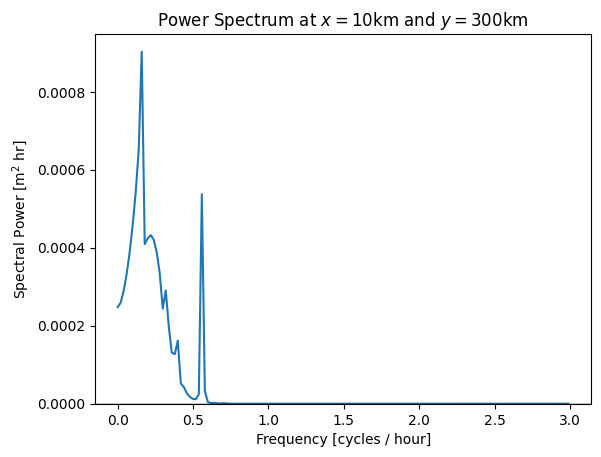 Power Spectrum at x = 10km and y = 300km
Spectral Power [m² hr]
0.0008
0.0006
0.0004
0.0002
0.0000
0.0 0.5 1.0 1.5 2.0 2.5 3.0
Frequency [cycles / hour]